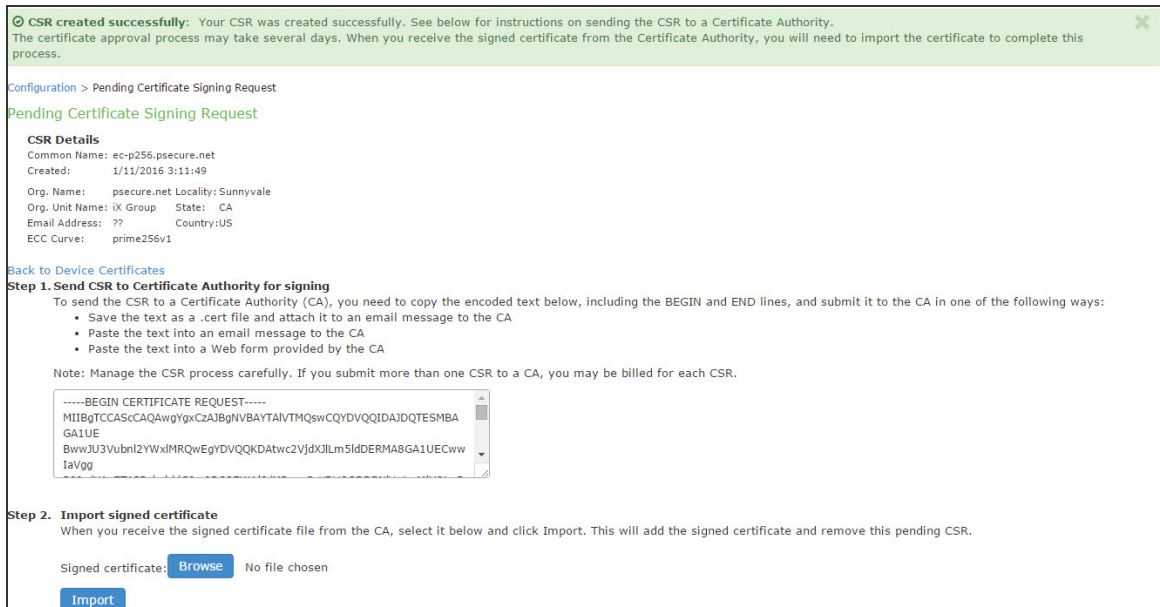 CSR created successfully: Your CSR was created successfully. See below for instructions on sending the CSR to a Certificate Authority.
The certificate approval process may take several days. When you receive the signed certificate from the Certificate Authority, you will need to import the certificate to complete this
process.
Configuration > Pending Certificate Signing Request
Pending Certificate Signing Request
CSR Details
Common Name: ec-p256.psecure.net
Created: 1/11/2016 3:11:49
Org. Name: psecure.net Locality: Sunnyvale
Org. Unit Name: iX Group State: CA
Email Address: ?? Country:US
ECC Curve: prime256v1
Back to Device Certificates
Step 1. Send CSR to Certificate Authority for signing
To send the CSR to a Certificate Authority (CA), you need to copy the encoded text below, including the BEGIN and END lines, and submit it to the CA in one of the following ways:
• Save the text as a .cert file and attach it to an email message to the CA
• Paste the text into an email message to the CA
• Paste the text into a Web form provided by the CA
Note: Manage the CSR process carefully. If you submit more than one CSR to a CA, you may be billed for each CSR.
-----BEGIN CERTIFICATE REQUEST-----
MIIBgTCCAScCAQAwgYgxCzAJBgNVBAYTAlVTMQswCQYDVQQIDAJDQTESMBA
GA1UE
BwwJU3Vubnl2YWxlMRQwEgYDVQQKDAtwc2VjdXJlLm5ldDERMA8GA1UECww
IaVgg
Step 2. Import signed certificate
When you receive the signed certificate file from the CA, select it below and click Import. This will add the signed certificate and remove this pending CSR.
Signed certificate: Browse No file chosen
Import